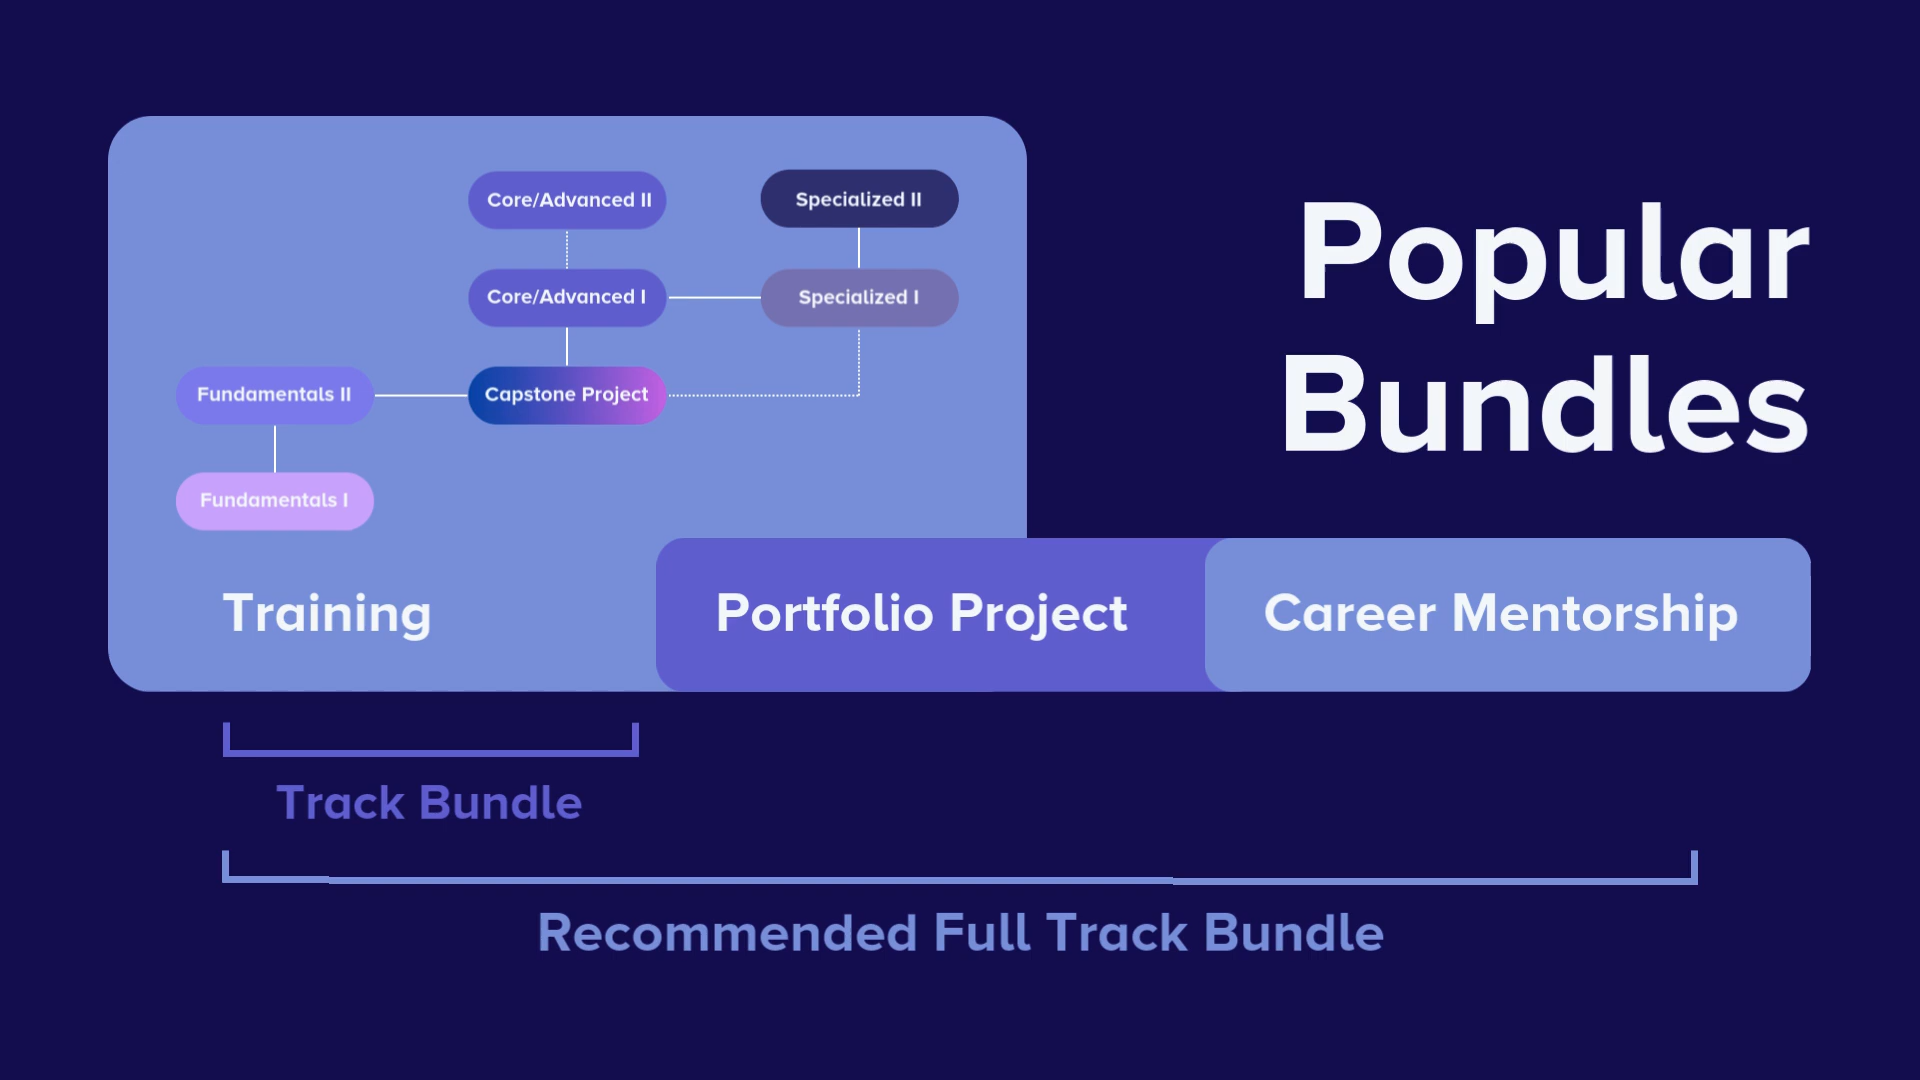 Popular
Bundles
Core/Advanced II
Specialized II
Core/Advanced I
Specialized I
Fundamentals II
Capstone Project
Fundamentals I
Training
Portfolio Project
Career Mentorship
Track Bundle
Recommended Full Track Bundle